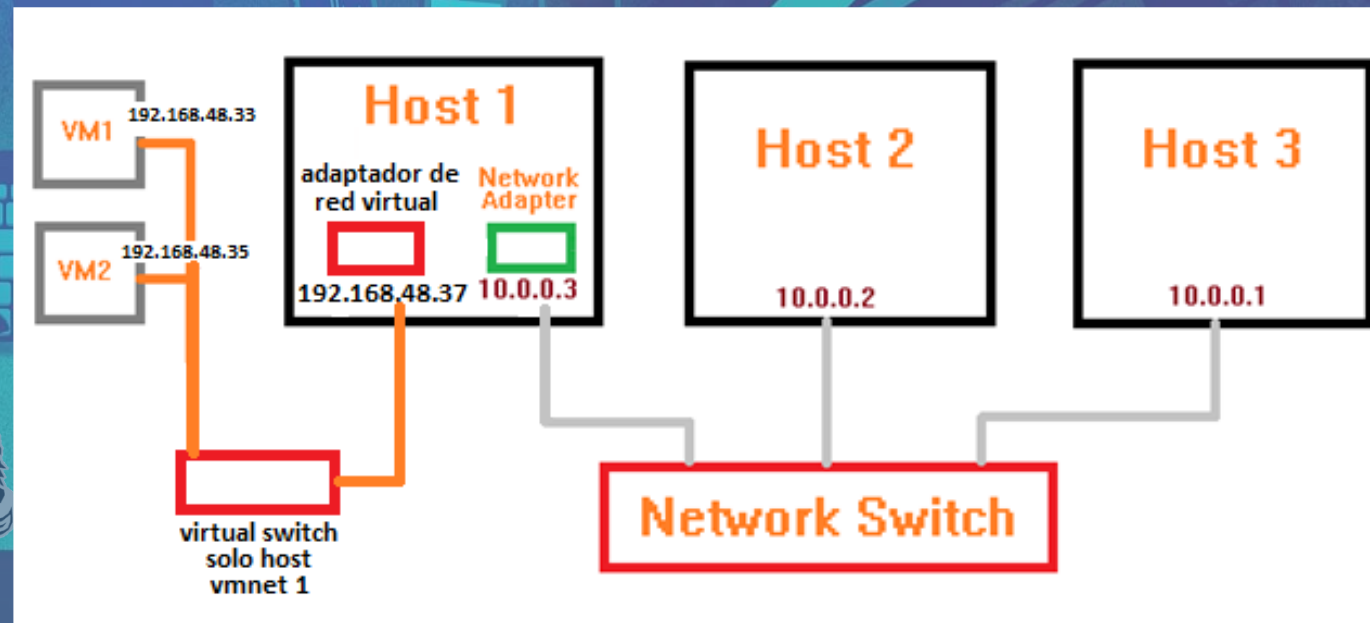 VM1
192.168.48.33
VM2
192.168.48.35
Host 1
adaptador de
red virtual
Network
Adapter
192.168.48.37
10.0.0.3
Host 2
10.0.0.2
Host 3
10.0.0.1
virtual switch
solo host
vmnet 1
Network Switch